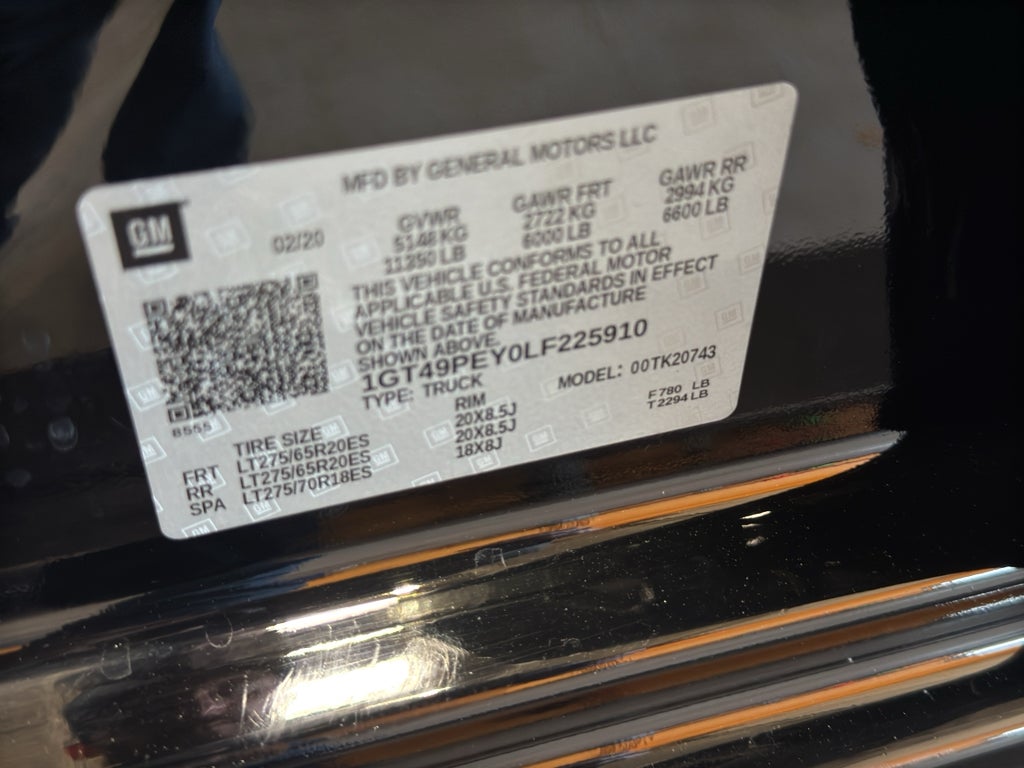 MFD BY GENERAL MOTORS LLC
GM
02/20
GVWR
5148 KG
11350 LB
GAWR FRT
2722 KG
6000 LB
GAWR RR
2994 KG
6600 LB
THIS VEHICLE CONFORMS TO ALL
APPLICABLE U.S. FEDERAL MOTOR
VEHICLE SAFETY STANDARDS IN EFFECT
ON THE DATE OF MANUFACTURE
SHOWN ABOVE.
1GT49PEY0LF225910
TYPE: TRUCK
MODEL: 00TK20743
F 780 LB
T 2294 LB
8555
TIRE SIZE RIM
FRT LT275/65R20ES 20X8.5J
RR LT275/65R20ES 20X8.5J
SPA LT275/70R18ES 18X8J